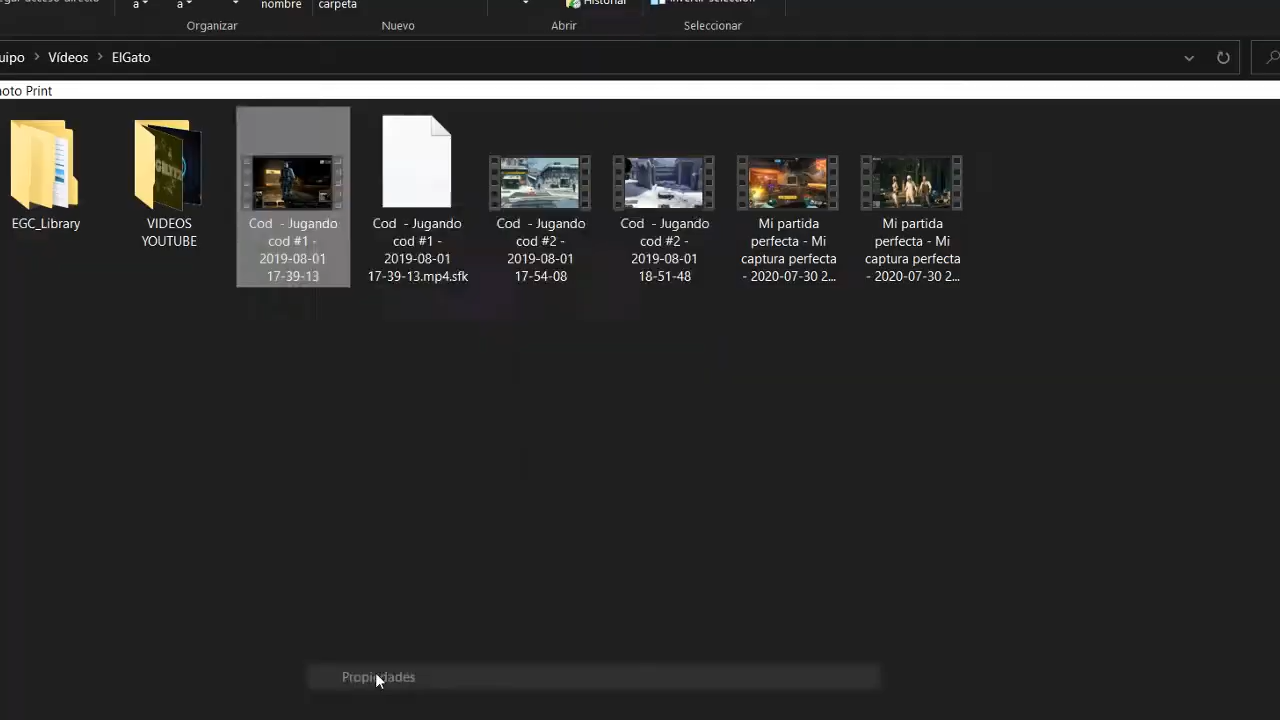 nombre
carpeta
Historial
Organizar
Nuevo
Abrir
Seleccionar
uipo > Vídeos > ElGato
hoto Print
EGC_Library
VIDEOS
YOUTUBE
Cod - Jugando
cod #1 -
2019-08-01
17-39-13
Cod - Jugando
cod #1 -
2019-08-01
17-39-13.mp4.sfk
Cod - Jugando
cod #2 -
2019-08-01
17-54-08
Cod - Jugando
cod #2 -
2019-08-01
18-51-48
Mi partida
perfecta - Mi
captura perfecta
- 2020-07-30 2...
Mi partida
perfecta - Mi
captura perfecta
- 2020-07-30 2...
Propiedades